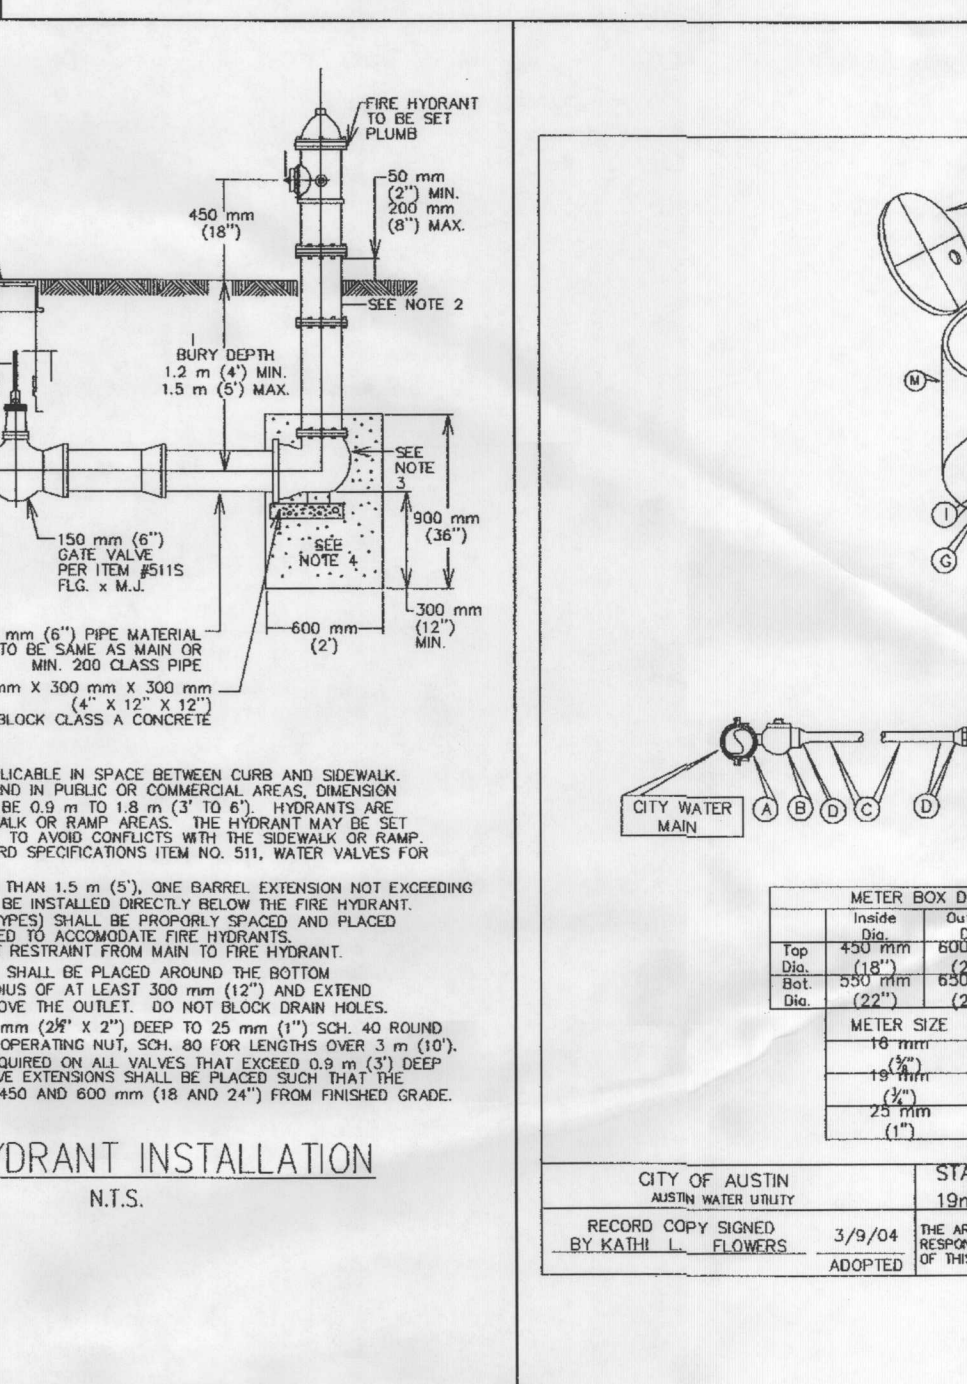 FIRE HYDRANT
TO BE SET
PLUMB
50 mm
(2") MIN.
200 mm
(8") MAX.
450 mm
(18")
SEE NOTE 2
BURY DEPTH
1.2 m (4') MIN.
1.5 m (5') MAX.
SEE
NOTE
3
900 mm
(36")
SEE
NOTE 4
150 mm (6")
GATE VALVE
PER ITEM #511S
FLG. x M.J.
300 mm
(12")
MIN.
600 mm
(2')
mm (6") PIPE MATERIAL
TO BE SAME AS MAIN OR
MIN. 200 CLASS PIPE
mm X 300 mm X 300 mm
(4" X 12" X 12")
BLOCK CLASS A CONCRETE
LICABLE IN SPACE BETWEEN CURB AND SIDEWALK.
ND IN PUBLIC OR COMMERCIAL AREAS, DIMENSION
BE 0.9 m TO 1.8 m (3' TO 6'). HYDRANTS ARE
ALK OR RAMP AREAS. THE HYDRANT MAY BE SET
TO AVOID CONFLICTS WITH THE SIDEWALK OR RAMP.
RD SPECIFICATIONS ITEM NO. 511, WATER VALVES FOR
THAN 1.5 m (5'), ONE BARREL EXTENSION NOT EXCEEDING
BE INSTALLED DIRECTLY BELOW THE FIRE HYDRANT.
YPES) SHALL BE PROPORLY SPACED AND PLACED
ED TO ACCOMODATE FIRE HYDRANTS.
RESTRAINT FROM MAIN TO FIRE HYDRANT.
SHALL BE PLACED AROUND THE BOTTOM
DIUS OF AT LEAST 300 mm (12") AND EXTEND
OVE THE OUTLET. DO NOT BLOCK DRAIN HOLES.
mm (2½" X 2") DEEP TO 25 mm (1") SCH. 40 ROUND
OPERATING NUT, SCH. 80 FOR LENGTHS OVER 3 m (10').
QUIRED ON ALL VALVES THAT EXCEED 0.9 m (3') DEEP
VE EXTENSIONS SHALL BE PLACED SUCH THAT THE
450 AND 600 mm (18 AND 24") FROM FINISHED GRADE.
YDRANT INSTALLATION
N.T.S.
M
I
G
CITY WATER
MAIN
A B D C D
METER BOX D
Inside Ou
Dia. D
Top 450 mm 600
Dia. (18") (2
Bot. 550 mm 650
Dia. (22") (2
METER SIZE
16 mm
(⅝")
19 mm
(¾")
25 mm
(1")
CITY OF AUSTIN
AUSTIN WATER UTILITY
STA
19m
RECORD COPY SIGNED
BY KATHI L. FLOWERS
3/9/04
ADOPTED
THE AR
RESPON
OF THIS